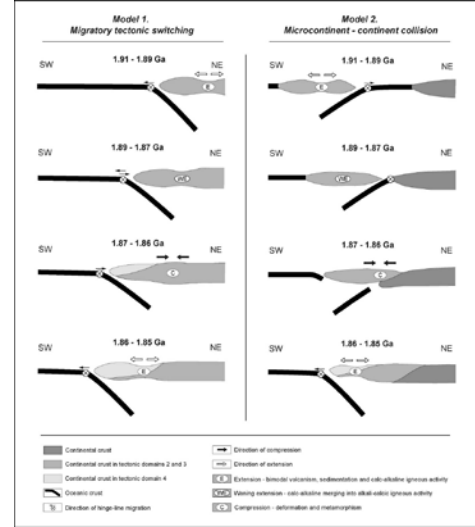 Model 1.
Migratory tectonic switching
1.91 - 1.89 Ga
SW
NE
E
1.89 - 1.87 Ga
SW
NE
WE
1.87 - 1.86 Ga
SW
NE
C
1.86 - 1.85 Ga
SW
NE
E
Model 2.
Microcontinent - continent collision
1.91 - 1.89 Ga
SW
NE
E
1.89 - 1.87 Ga
SW
NE
WE
1.87 - 1.86 Ga
SW
NE
C
1.86 - 1.85 Ga
SW
NE
E
Continental crust
Continental crust in tectonic domains 2 and 3
Continental crust in tectonic domain 4
Oceanic crust
Direction of hinge-line migration
Direction of compression
Direction of extension
E
Extension - bimodal volcanism, sedimentation and calc-alkaline igneous activity
WE
Waning extension - calc-alkaline merging into alkali-calcic igneous activity
C
Compression - deformation and metamorphism